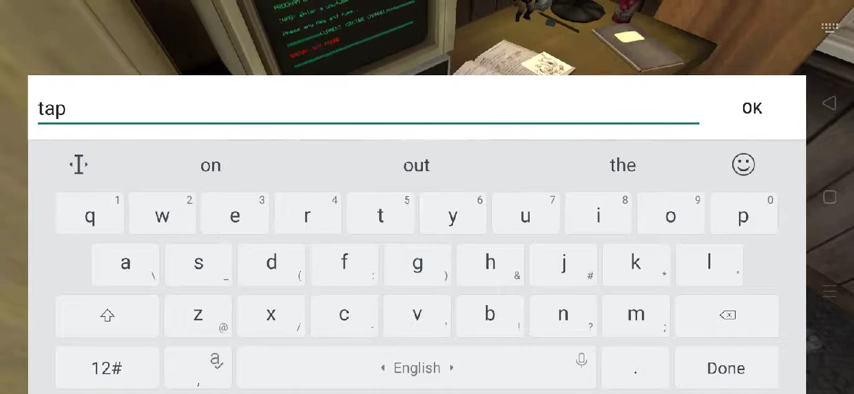 tap
OK
on out the
1 2 3 4 5 6 7 8 9 0
q w e r t y u i o p
a s d f g h j k l
z x c v b n m
12# English . Done